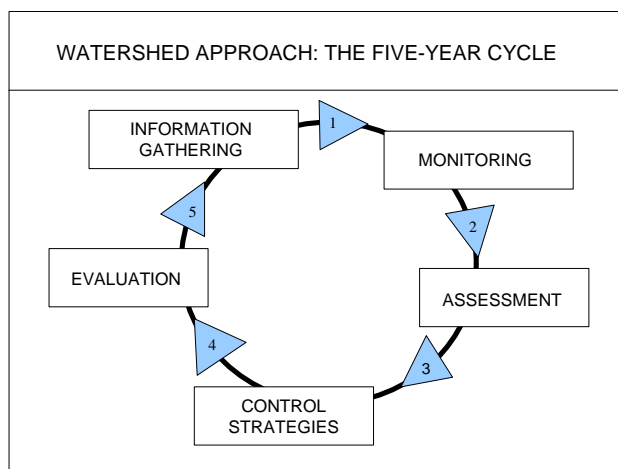 WATERSHED APPROACH: THE FIVE-YEAR CYCLE
INFORMATION
GATHERING
1
MONITORING
2
ASSESSMENT
3
CONTROL
STRATEGIES
4
EVALUATION
5